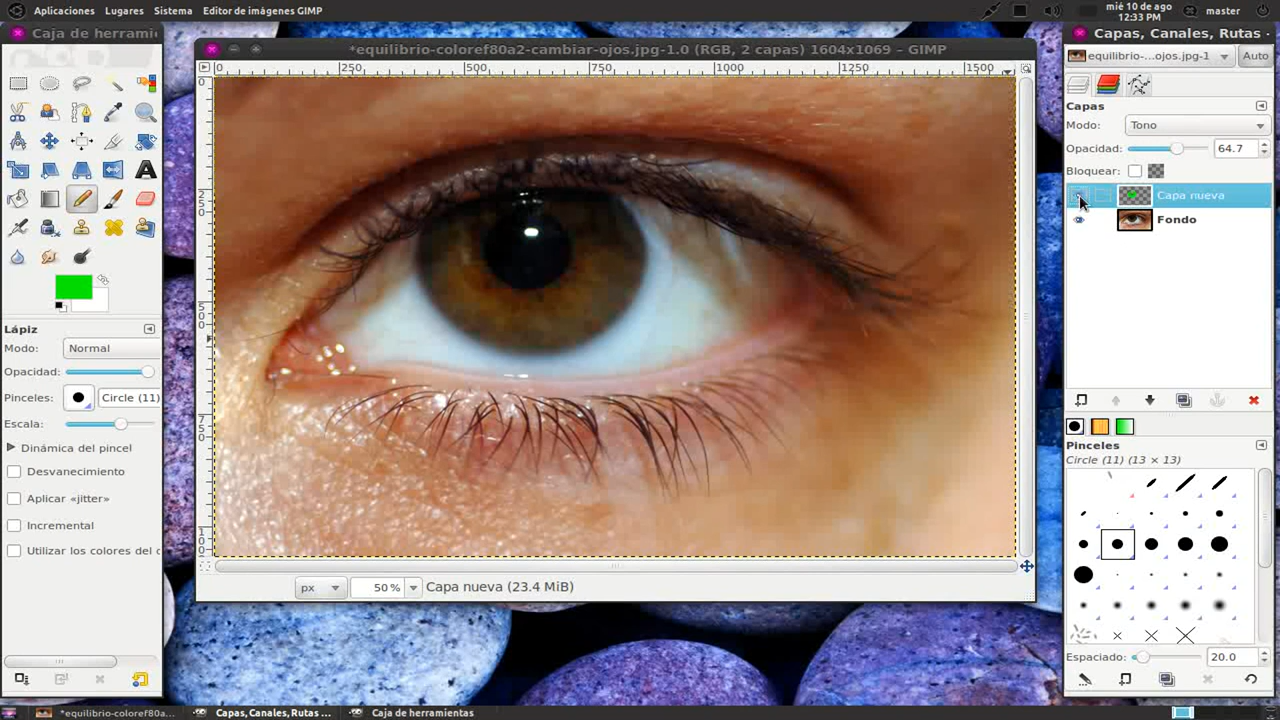 Aplicaciones Lugares Sistema Editor de imágenes GIMP
mié 10 de ago
12:33 PM
master
Caja de herrami
*equilibrio-coloref80a2-cambiar-ojos.jpg-1.0 (RGB, 2 capas) 1604x1069 – GIMP
Capas, Canales, Rutas -
equilibrio-...ojos.jpg-1
Auto
0 250 500 750 1000 1250 1500
0
250
500
750
Capas
Modo: Tono
Opacidad: 64.7
Bloquear:
Capa nueva
Fondo
Lápiz
Modo: Normal
Opacidad:
Pinceles: Circle (11)
Escala:
Dinámica del pincel
Desvanecimiento
Aplicar «jitter»
Incremental
Utilizar los colores del
px 50 % Capa nueva (23.4 MiB)
Pinceles
Circle (11) (13 × 13)
Espaciado: 20.0
*equilibrio-coloref80a... Capas, Canales, Rutas ... Caja de herramientas